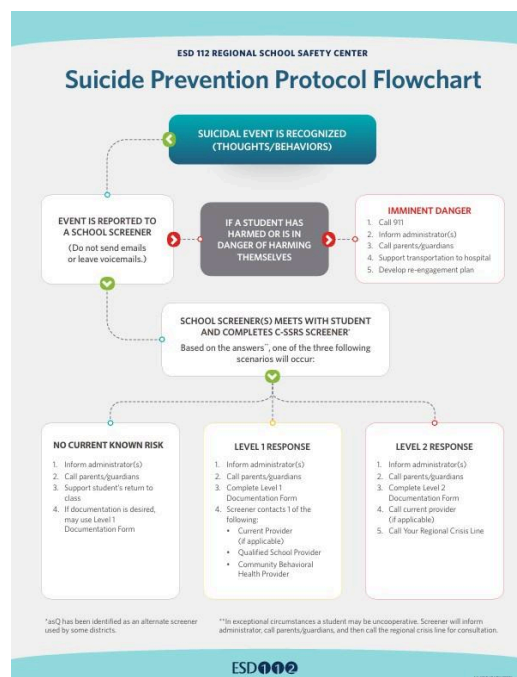 ESD 112 REGIONAL SCHOOL SAFETY CENTER
Suicide Prevention Protocol Flowchart
SUICIDAL EVENT IS RECOGNIZED
(THOUGHTS/BEHAVIORS)
EVENT IS REPORTED TO
A SCHOOL SCREENER
(Do not send emails
or leave voicemails.)
IF A STUDENT HAS
HARMED OR IS IN
DANGER OF HARMING
THEMSELVES
IMMINENT DANGER
1. Call 911
2. Inform administrator(s)
3. Call parents/guardians
4. Support transportation to hospital
5. Develop re-engagement plan
SCHOOL SCREENER(S) MEETS WITH STUDENT
AND COMPLETES C-SSRS SCREENER*
Based on the answers**, one of the three following
scenarios will occur:
NO CURRENT KNOWN RISK
1. Inform administrator(s)
2. Call parents/guardians
3. Support student's return to
class
4. If documentation is desired,
may use Level 1
Documentation Form
LEVEL 1 RESPONSE
1. Inform administrator(s)
2. Call parents/guardians
3. Complete Level 1
Documentation Form
4. Screener contacts 1 of the
following:
• Current Provider
(if applicable)
• Qualified School Provider
• Community Behavioral
Health Provider
LEVEL 2 RESPONSE
1. Inform administrator(s)
2. Call parents/guardians
3. Complete Level 2
Documentation Form
4. Call current provider
(if applicable)
5. Call Your Regional Crisis Line
*asQ has been identified as an alternate screener
used by some districts.
**In exceptional circumstances a student may be uncooperative. Screener will inform
administrator, call parents/guardians, and then call the regional crisis line for consultation.
ESD112